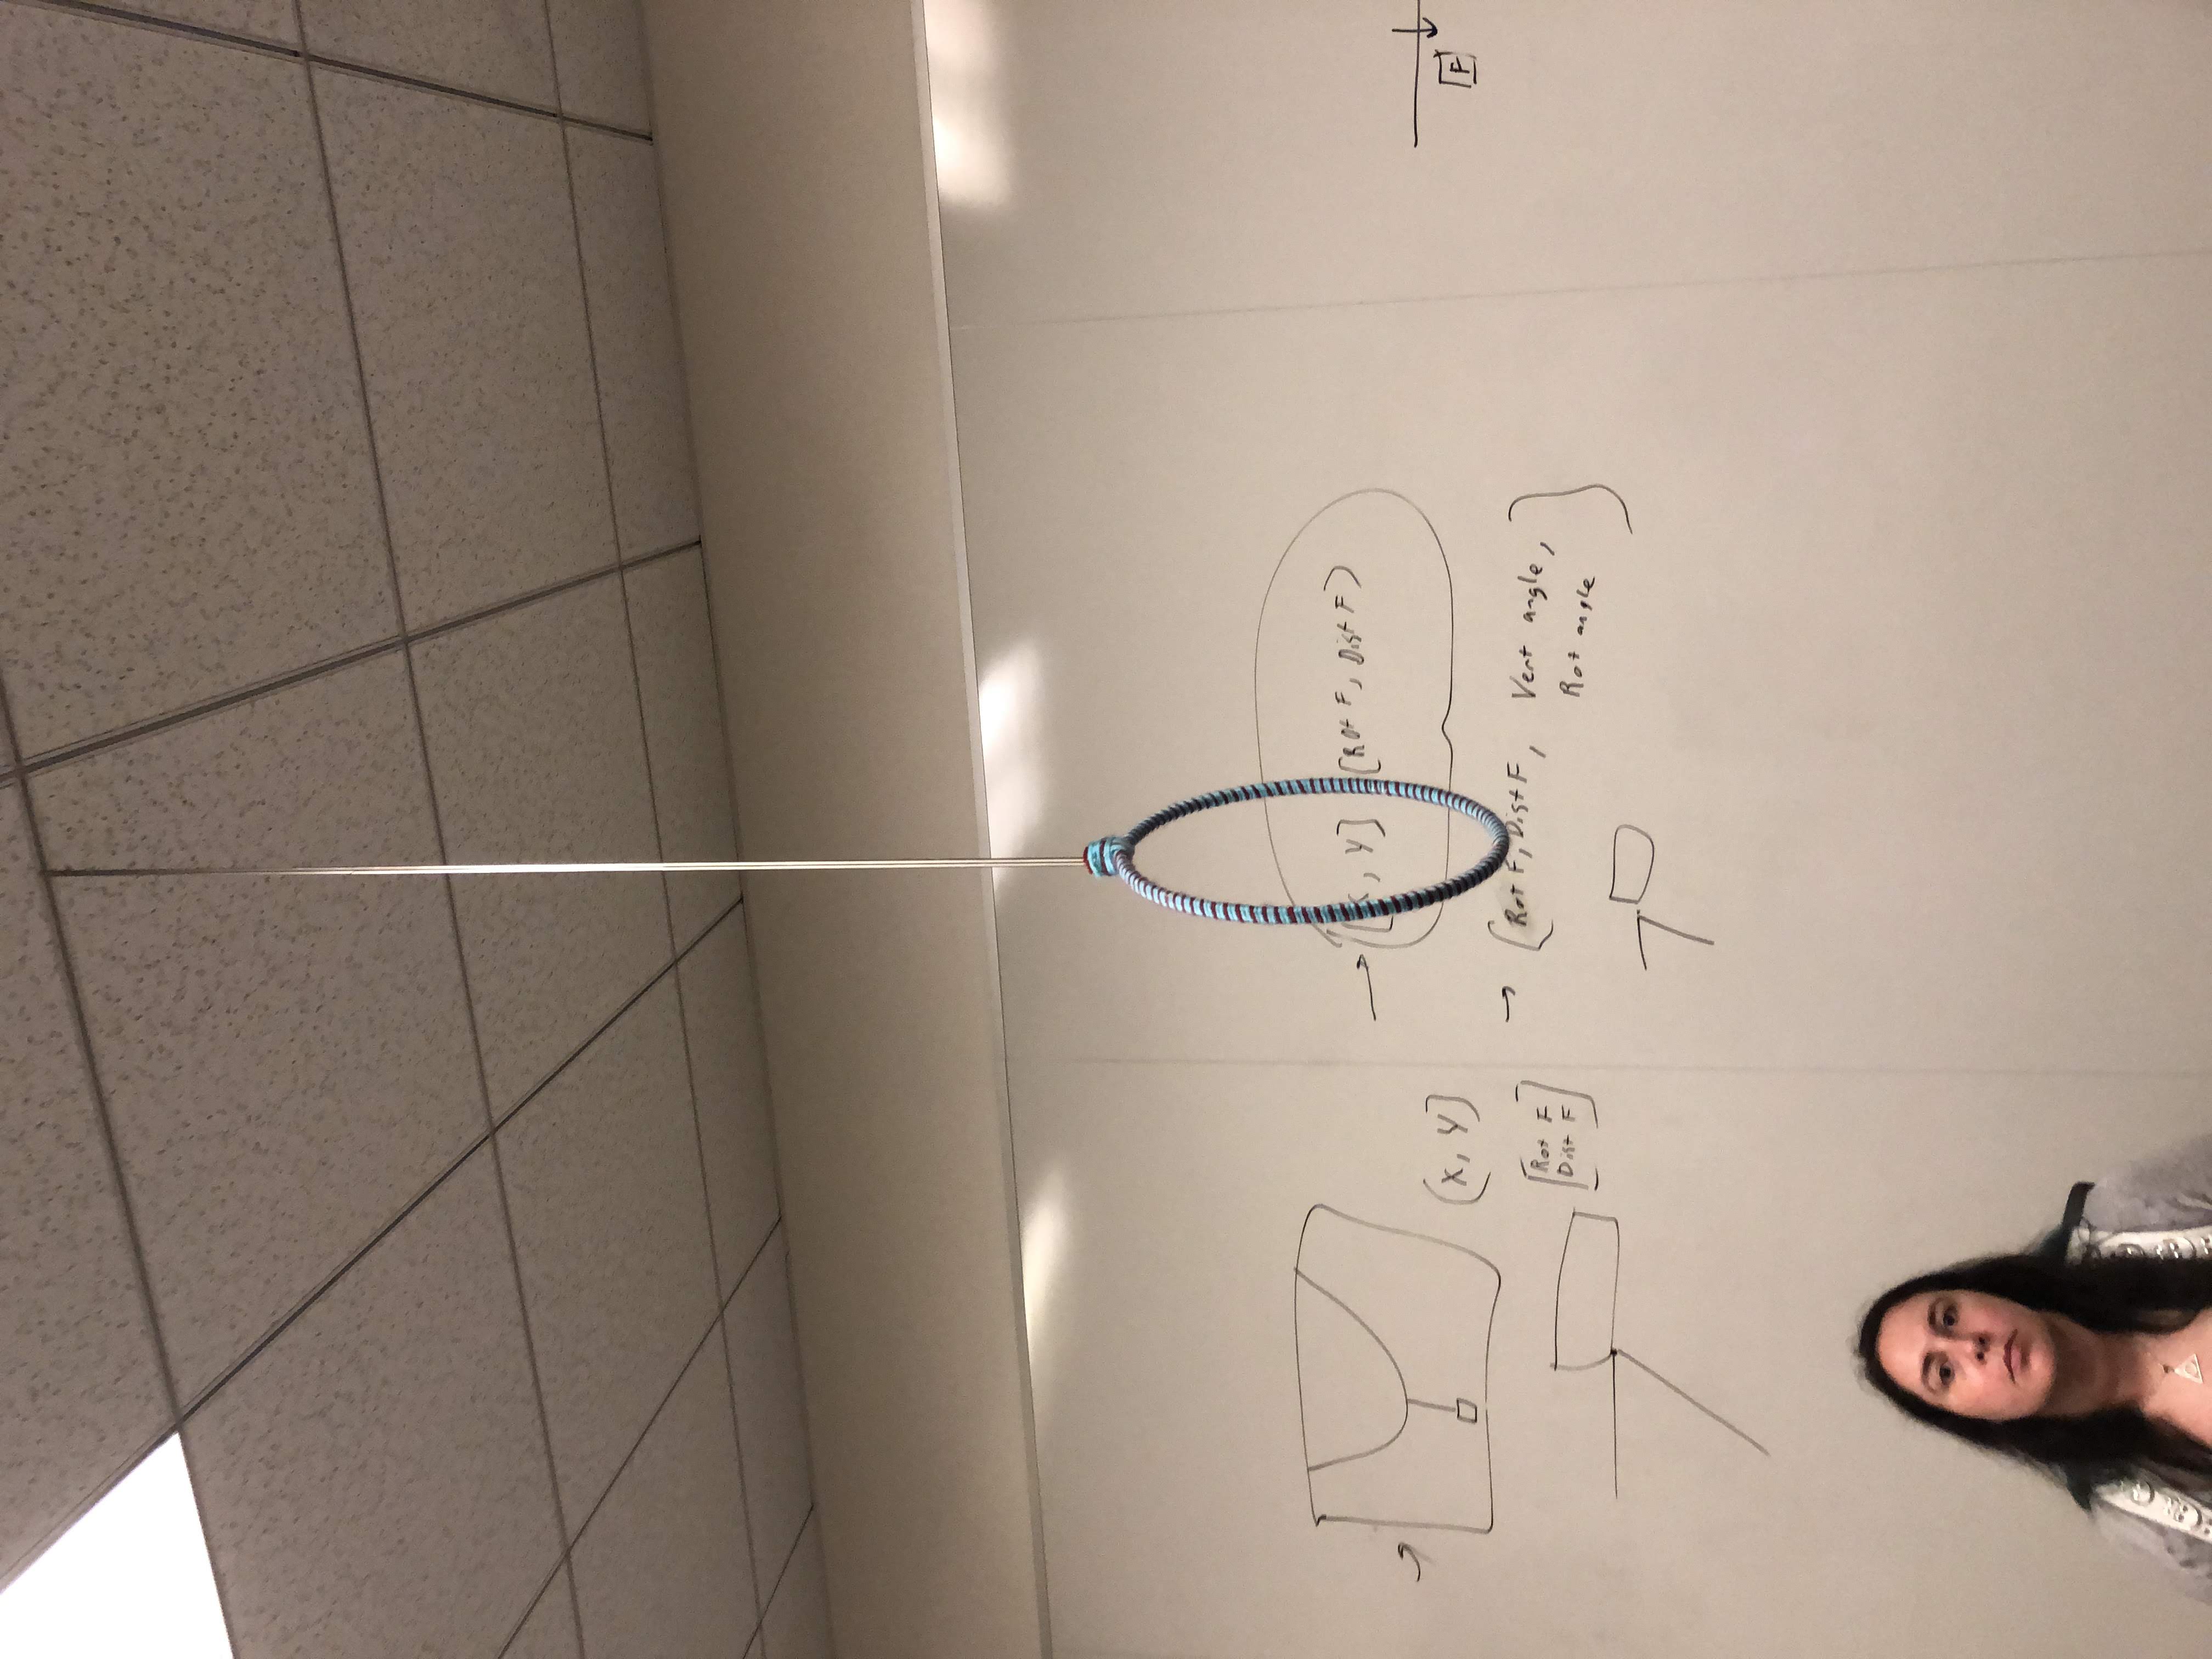 (X, Y)
[Rot F
Dist F]
[X, Y] (Rot F, Dist F)
(Rot F, Dist F, Vert angle,
Rot angle)
F